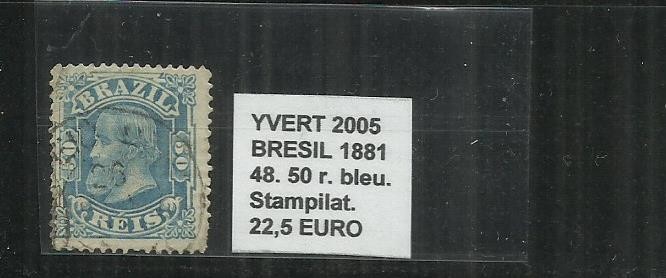 BRAZIL
50 50
REIS
YVERT 2005
BRESIL 1881
48. 50 r. bleu.
Stampilat.
22,5 EURO